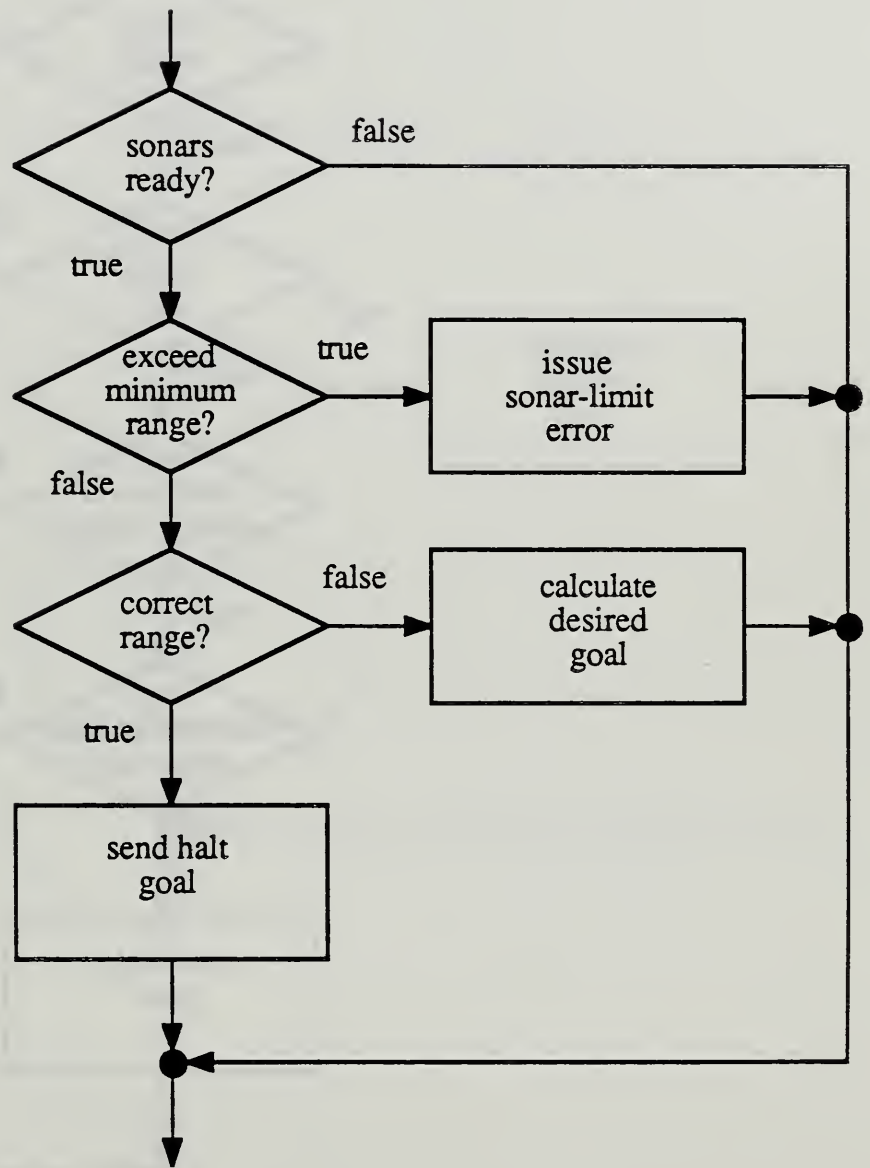 sonars
ready?
false
true
exceed
minimum
range?
true
issue
sonar-limit
error
false
correct
range?
false
calculate
desired
goal
true
send halt
goal